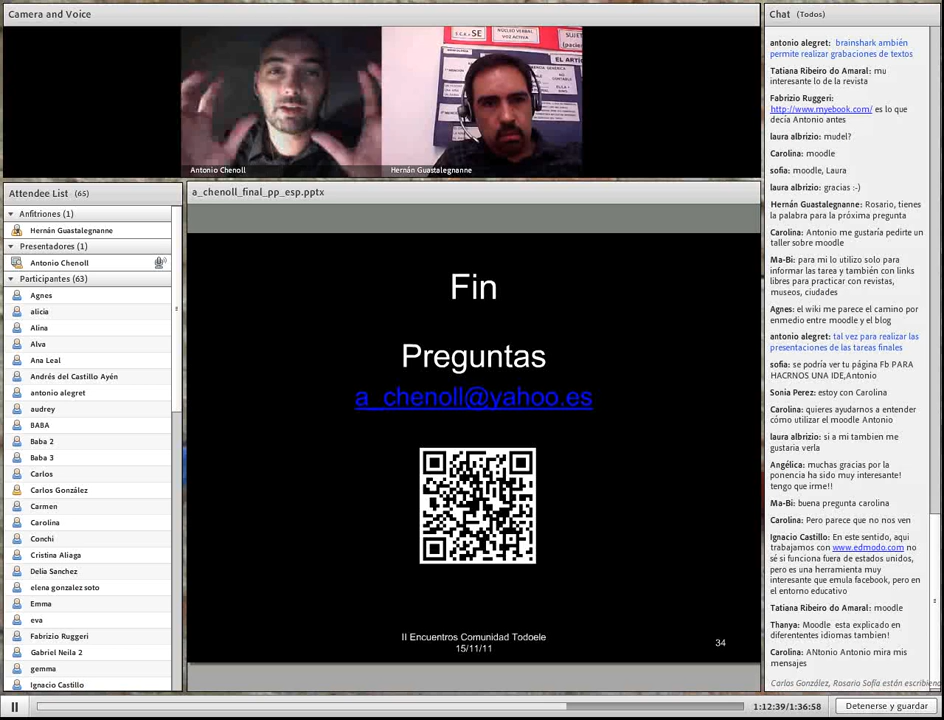 Camera and Voice
NÚCLEO VERBAL
VOZ ACTIVA
Antonio Chenoll
Hernán Guastalegnanne
Attendee List (65)
Anfitriones (1)
Hernán Guastalegnanne
Presentadores (1)
Antonio Chenoll
Participantes (63)
Agnes
alicia
Alina
Alva
Ana Leal
Andrés del Castillo Ayén
antonio alegret
audrey
BABA
Baba 2
Baba 3
Carlos
Carlos González
Carmen
Carolina
Conchi
Cristina Aliaga
Delia Sanchez
elena gonzalez soto
Emma
eva
Fabrizio Ruggeri
Gabriel Neila 2
gemma
Ignacio Castillo
a_chenoll_final_pp_esp.pptx
Fin
Preguntas
a_chenoll@yahoo.es
II Encuentros Comunidad Todoele
15/11/11
34
Chat (Todos)
antonio alegret: brainshark ambién
permite realizar grabaciones de textos
Tatiana Ribeiro do Amaral: mu
interesante lo de la revista
Fabrizio Ruggeri:
http://www.myebook.com/ es lo que
decía Antonio antes
laura albrizio: mudel?
Carolina: moodle
sofia: moodle, Laura
laura albrizio: gracias :-)
Hernán Guastalegnanne: Rosario, tienes
la palabra para la próxima pregunta
Carolina: Antonio me gustaría pedirte un
taller sobre moodle
Ma-Bi: para mi lo utilizo solo para
informar las tarea y también con links
libres para practicar con revistas,
museos, ciudades
Agnes: el wiki me parece el camino por
enmedio entre moodle y el blog
antonio alegret: tal vez para realizar las
presentaciones de las tareas finales
sofia: se podría ver tu página Fb PARA
HACRNOS UNA IDE,Antonio
Sonia Perez: estoy con Carolina
Carolina: quieres ayudarnos a entender
cómo utilizar el moodle Antonio
laura albrizio: si a mi tambien me
gustaria verla
Angélica: muchas gracias por la
ponencia ha sido muy interesante!
tengo que irme!!
Ma-Bi: buena pregunta carolina
Carolina: Pero parece que no nos ven
Ignacio Castillo: En este sentido, aqui
trabajamos con www.edmodo.com no
sé si funciona fuera de estados unidos,
pero es una herramienta muy
interesante que emula facebook, pero en
el entorno educativo
Tatiana Ribeiro do Amaral: moodle
Thanya: Moodle esta explicado en
diferententes idiomas tambien!
Carolina: ANtonio Antonio mira mis
mensajes
Carlos González, Rosario Sofía están escribien
1:12:39/1:36:58
Detenerse y guardar